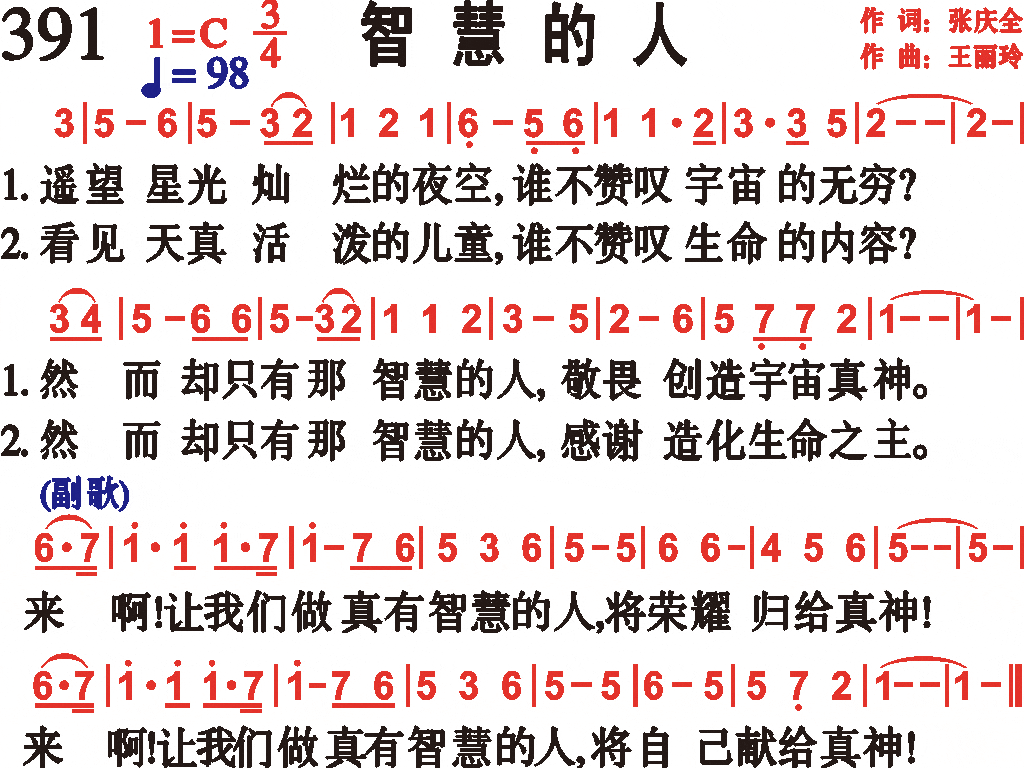 391 1=C 3/4 智慧的人 作 词: 张庆全
♩=98 作 曲: 王丽玲
3|5 - 6|5 - 3 2|1 2 1|6 - 5 6|1 1 · 2|3 · 3 5|2 - -|2 -|
1. 遥望 星光 灿 烂的夜空, 谁不赞叹 宇宙 的无穷?
2. 看见 天真 活 泼的儿童, 谁不赞叹 生命 的内容?
3 4|5 - 6 6|5 - 3 2|1 1 2|3 - 5|2 - 6|5 7 7 2|1 - -|1 -|
1. 然 而 却只有那 智慧的人, 敬畏 创造宇宙真神。
2. 然 而 却只有那 智慧的人, 感谢 造化生命之主。
(副歌)
6 · 7|1 · 1 1 · 7|1 - 7 6|5 3 6|5 - 5|6 6 -|4 5 6|5 - -|5 -|
来 啊!让我们做 真有智慧的人,将荣耀 归给真神!
6 · 7|1 · 1 1 · 7|1 - 7 6|5 3 6|5 - 5|6 - 5|5 7 2|1 - -|1 -‖
来 啊!让我们做真有智慧的人,将自 己献给真神!